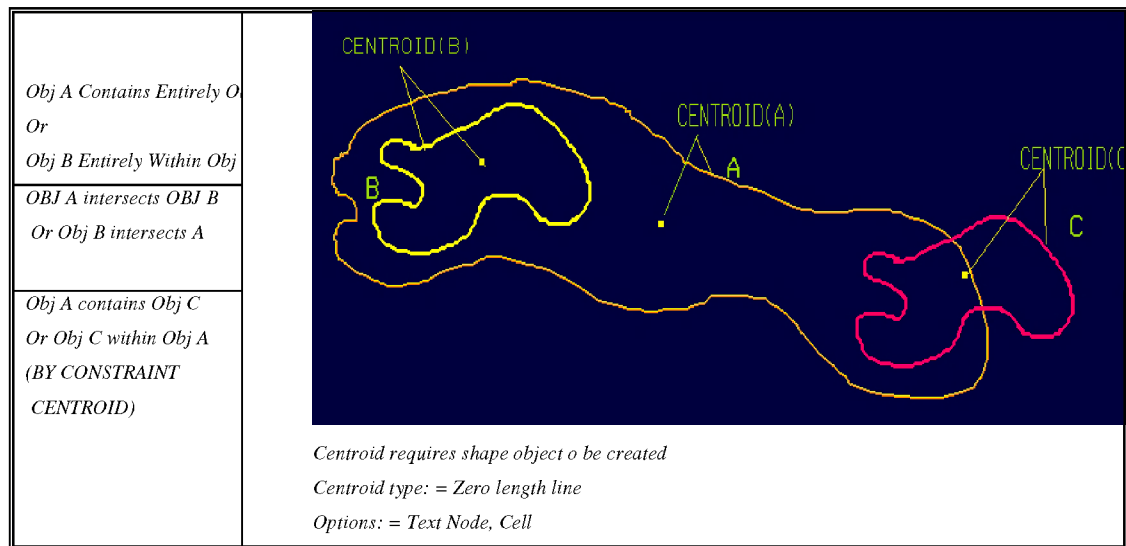 Obj A Contains Entirely O
Or
Obj B Entirely Within Obj
OBJ A intersects OBJ B
Or Obj B intersects A
Obj A contains Obj C
Or Obj C within Obj A
(BY CONSTRAINT
CENTROID)
CENTROID(B)
CENTROID(A)
A
CENTROID(C
B
C
Centroid requires shape object o be created
Centroid type: = Zero length line
Options: = Text Node, Cell